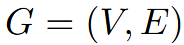 G = (V, E)